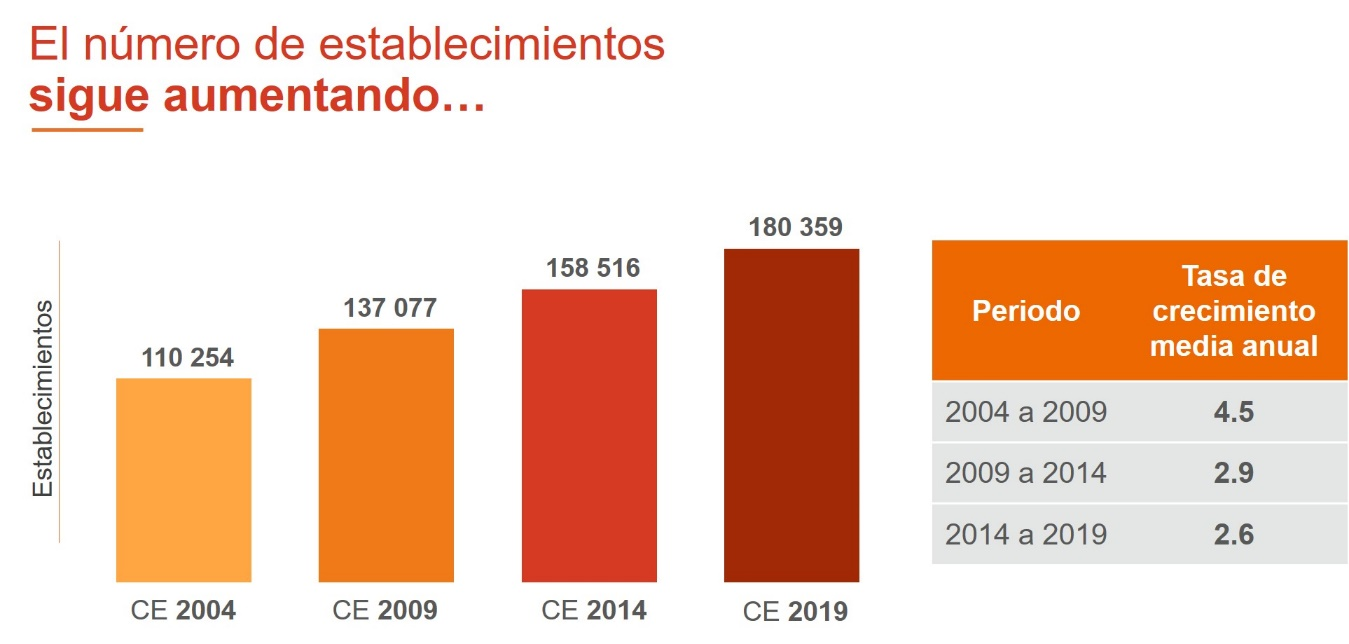 El número de establecimientos
sigue aumentando…
Establecimientos
110 254
137 077
158 516
180 359
CE 2004
CE 2009
CE 2014
CE 2019
Periodo
Tasa de
crecimiento
media anual
2004 a 2009 4.5
2009 a 2014 2.9
2014 a 2019 2.6